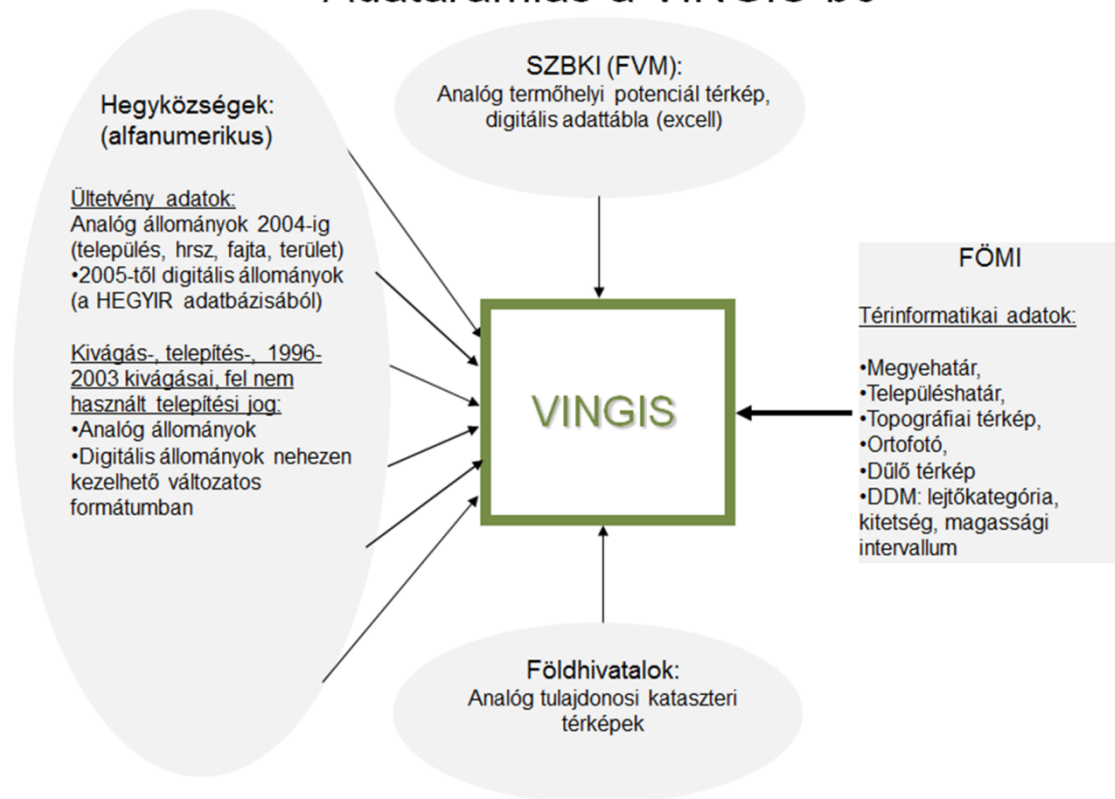 SZBKI (FVM):
Analóg termőhelyi potenciál térkép,
digitális adattábla (excell)
Hegyközségek:
(alfanumerikus)
Ültetvény adatok:
Analóg állományok 2004-ig
(település, hrsz, fajta, terület)
•2005-től digitális állományok
(a HEGYIR adatbázisából)
Kivágás-, telepítés-, 1996-
2003 kivágásai, fel nem
használt telepítési jog:
•Analóg állományok
•Digitális állományok nehezen
kezelhető változatos
formátumban
VINGIS
FÖMI
Térinformatikai adatok:
•Megyehatár,
•Településhatár,
•Topográfiai térkép,
•Ortofotó,
•Dűlő térkép
•DDM: lejtőkategória,
kitetség, magassági
intervallum
Földhivatalok:
Analóg tulajdonosi kataszteri
térképek